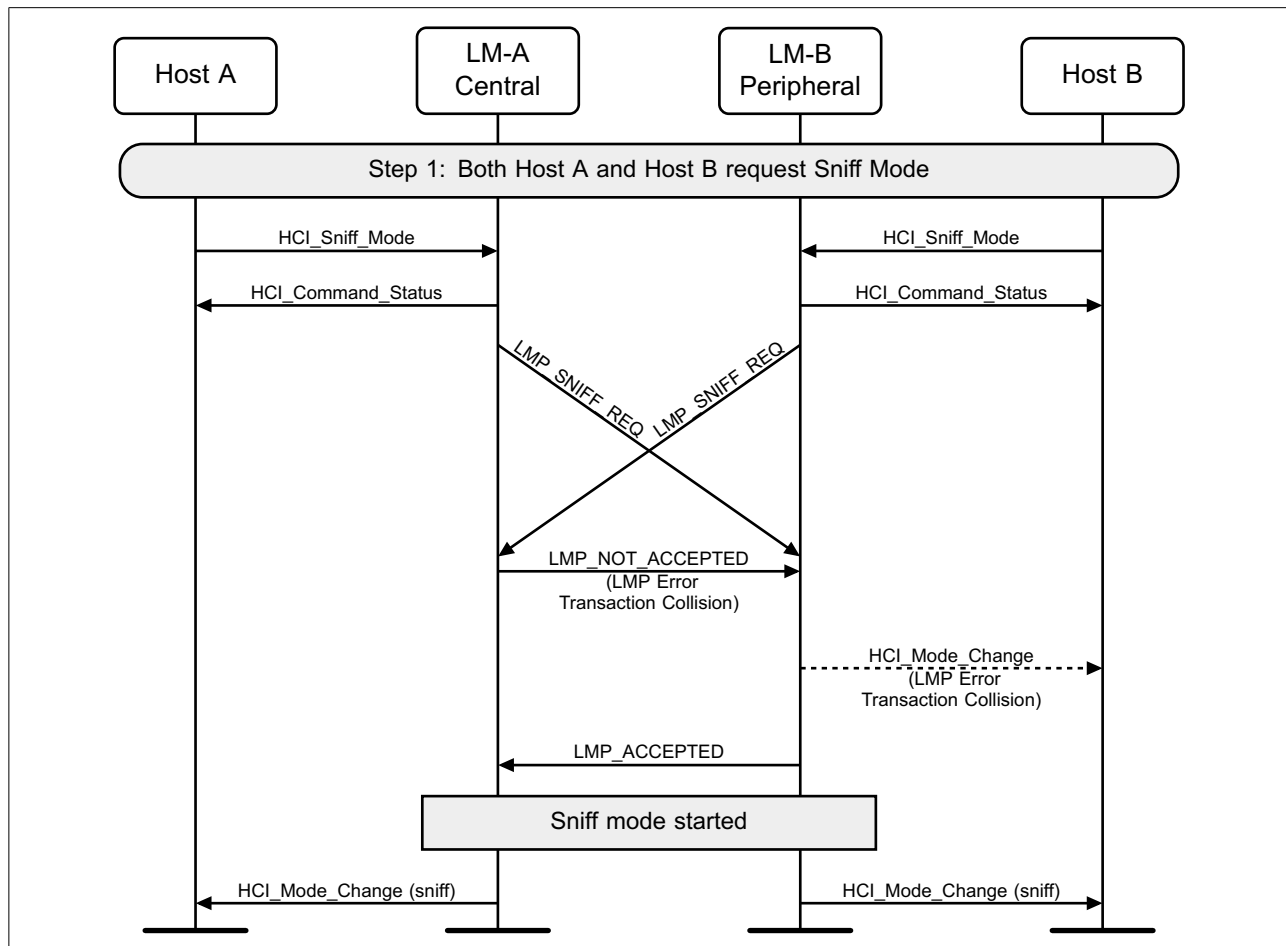 Host A
LM-A
Central
LM-B
Peripheral
Host B
Step 1: Both Host A and Host B request Sniff Mode
HCI_Sniff_Mode
HCI_Sniff_Mode
HCI_Command_Status
HCI_Command_Status
LMP_SNIFF_REQ
LMP_SNIFF_REQ
LMP_NOT_ACCEPTED
(LMP Error
Transaction Collision)
HCI_Mode_Change
(LMP Error
Transaction Collision)
LMP_ACCEPTED
Sniff mode started
HCI_Mode_Change (sniff)
HCI_Mode_Change (sniff)